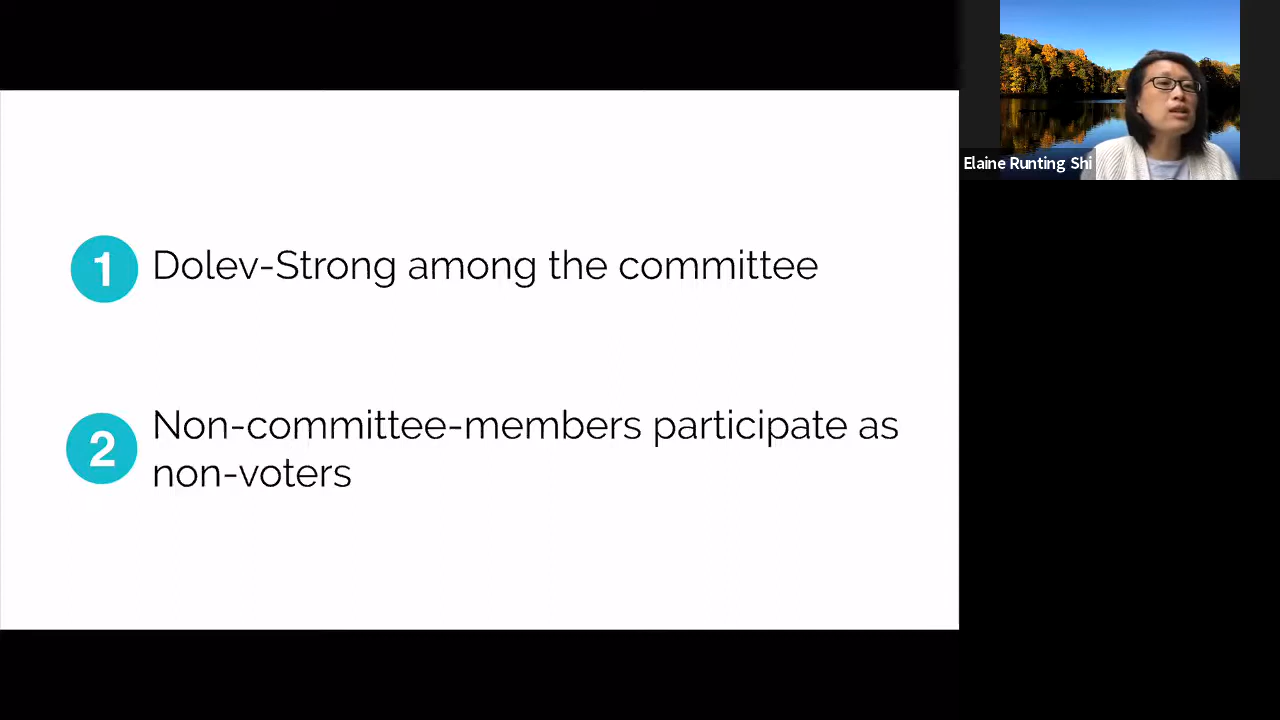 1 Dolev-Strong among the committee
2 Non-committee-members participate as
non-voters
Elaine Runting Shi